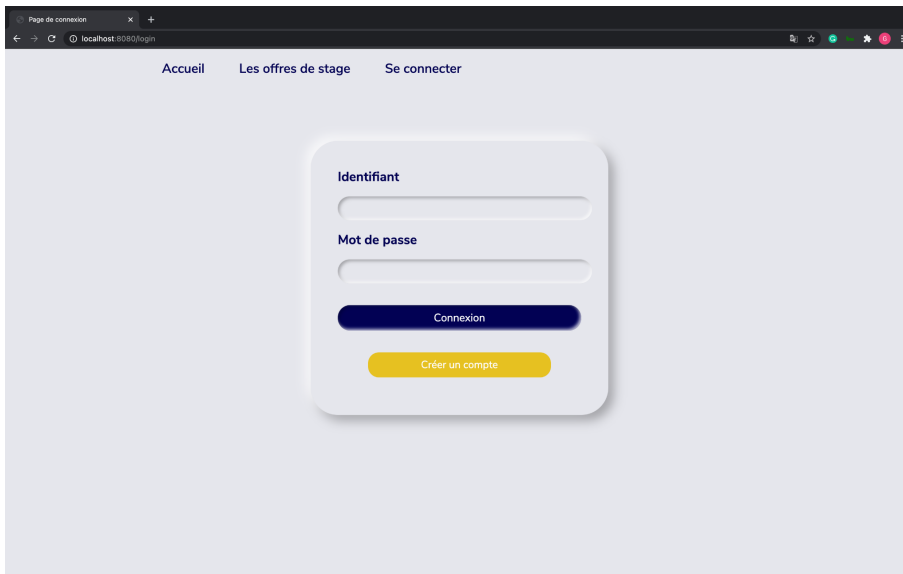 Page de connexion
localhost:8080/login
G
Accueil Les offres de stage Se connecter
Identifiant
Mot de passe
Connexion
Créer un compte